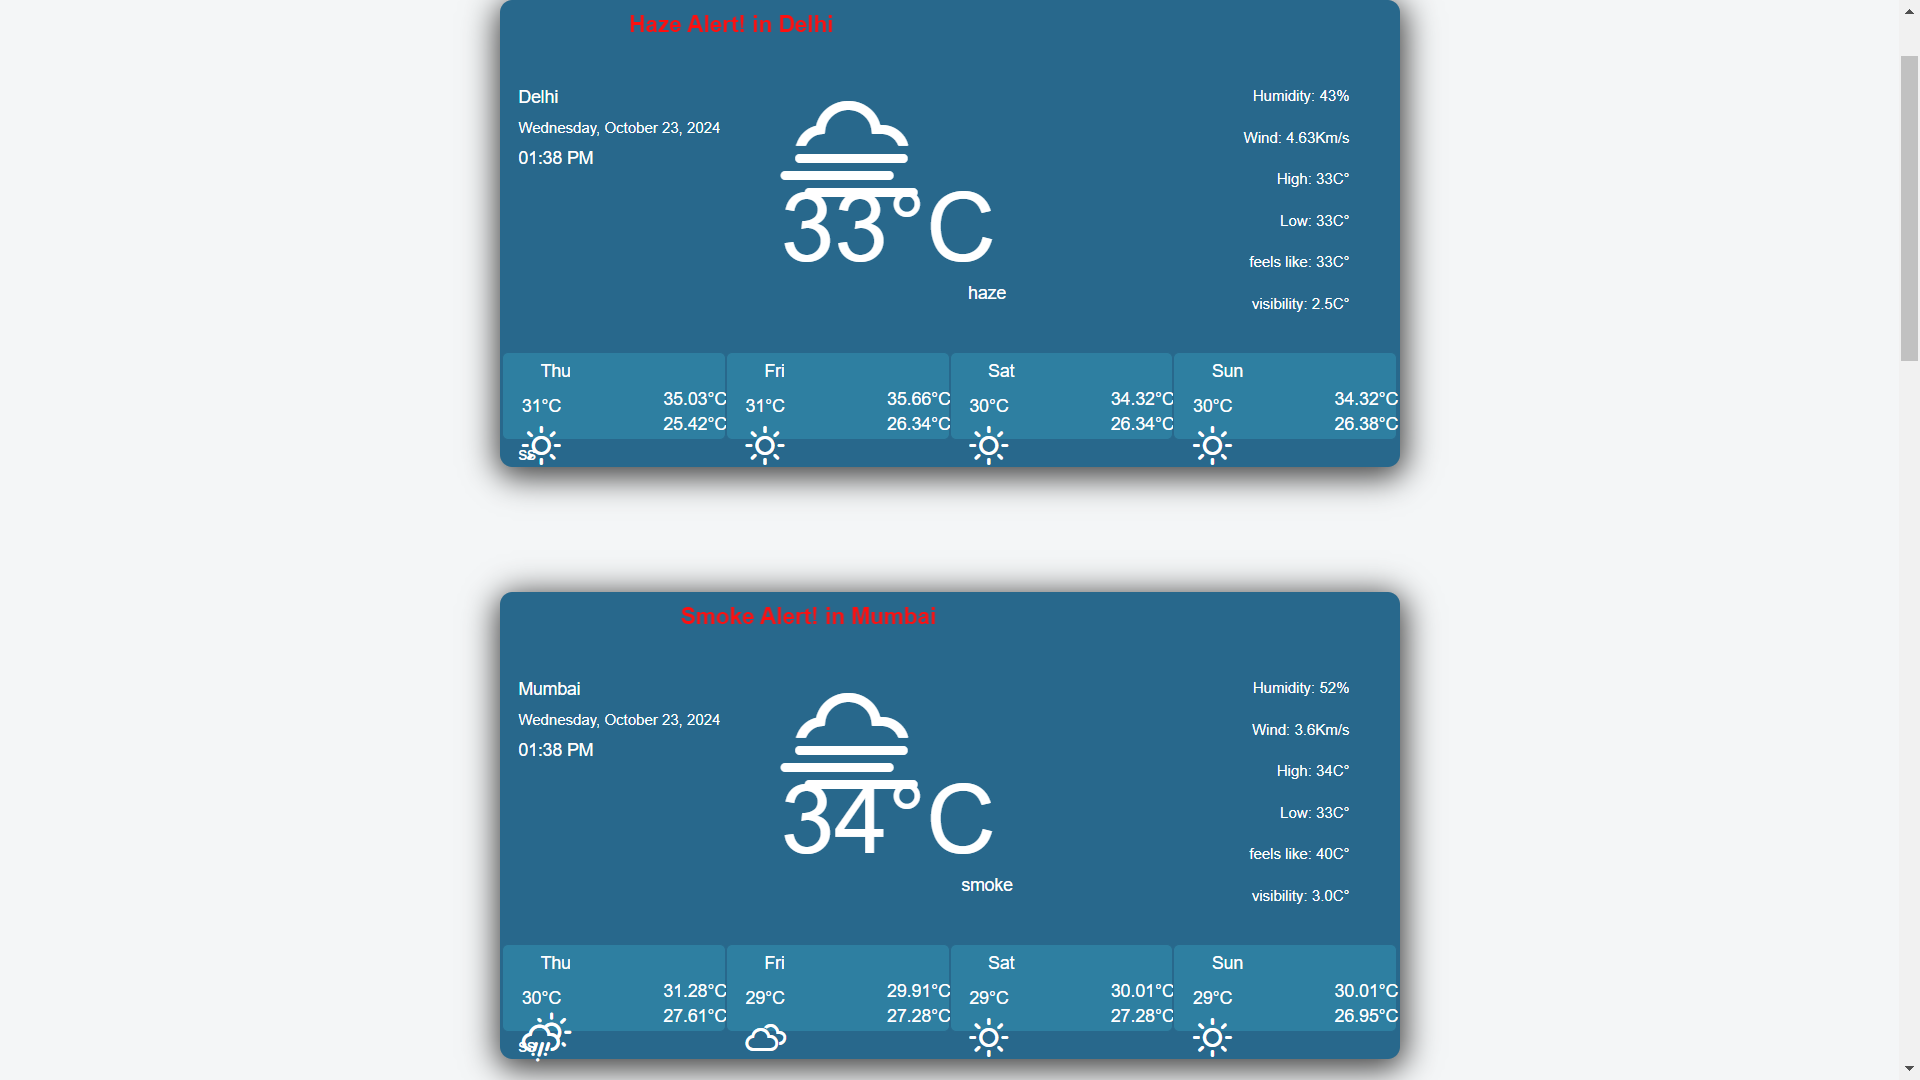 Haze Alert! in Delhi
Delhi
Wednesday, October 23, 2024
01:38 PM
33°C
haze
Humidity: 43%
Wind: 4.63Km/s
High: 33C°
Low: 33C°
feels like: 33C°
visibility: 2.5C°
Thu
31°C
35.03°C
25.42°C
Fri
31°C
35.66°C
26.34°C
Sat
30°C
34.32°C
26.34°C
Sun
30°C
34.32°C
26.38°C
ss
Smoke Alert! in Mumbai
Mumbai
Wednesday, October 23, 2024
01:38 PM
34°C
smoke
Humidity: 52%
Wind: 3.6Km/s
High: 34C°
Low: 33C°
feels like: 40C°
visibility: 3.0C°
Thu
30°C
31.28°C
27.61°C
Fri
29°C
29.91°C
27.28°C
Sat
29°C
30.01°C
27.28°C
Sun
29°C
30.01°C
26.95°C
ss